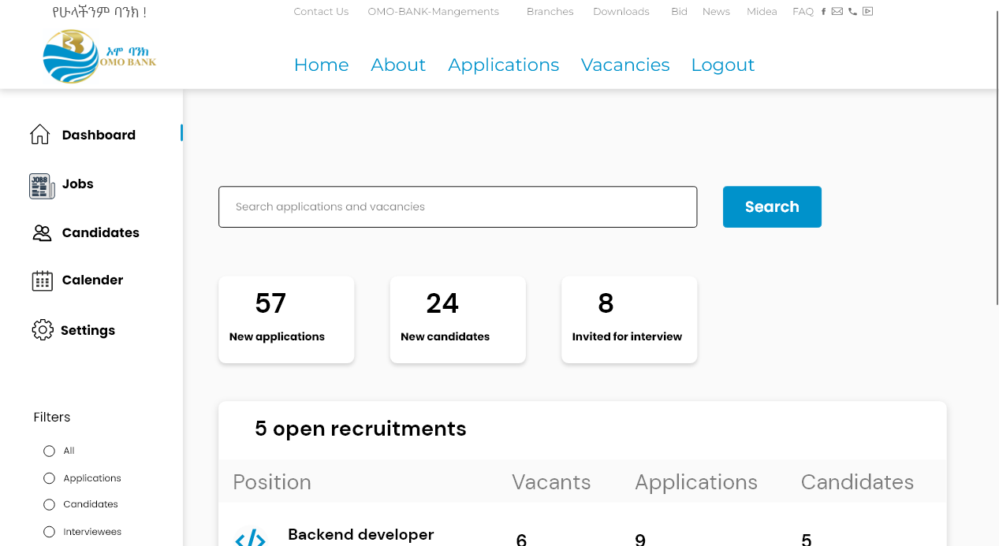 የሁላችንም ባንክ !
Contact Us OMO-BANK-Mangements Branches Downloads Bid News Midea FAQ
ኦሞ ባንክ
OMO BANK
Home About Applications Vacancies Logout
Dashboard
JOBS
Jobs
Candidates
Calender
Settings
Search applications and vacancies
Search
57
New applications
24
New candidates
8
Invited for interview
Filters
All
Applications
Candidates
Interviewees
5 open recruitments
Position Vacants Applications Candidates
Backend developer 6 9 5